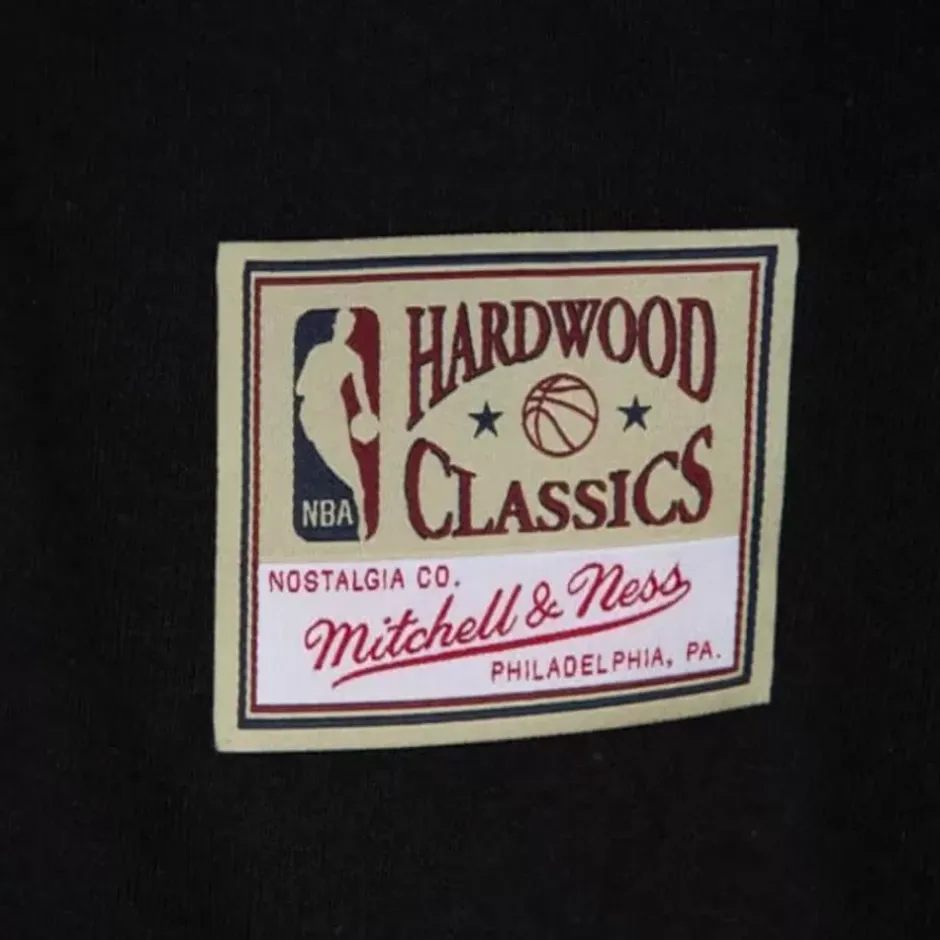 HARDWOOD
CLASSICS
NBA
NOSTALGIA CO.
Mitchell & Ness
PHILADELPHIA, PA.